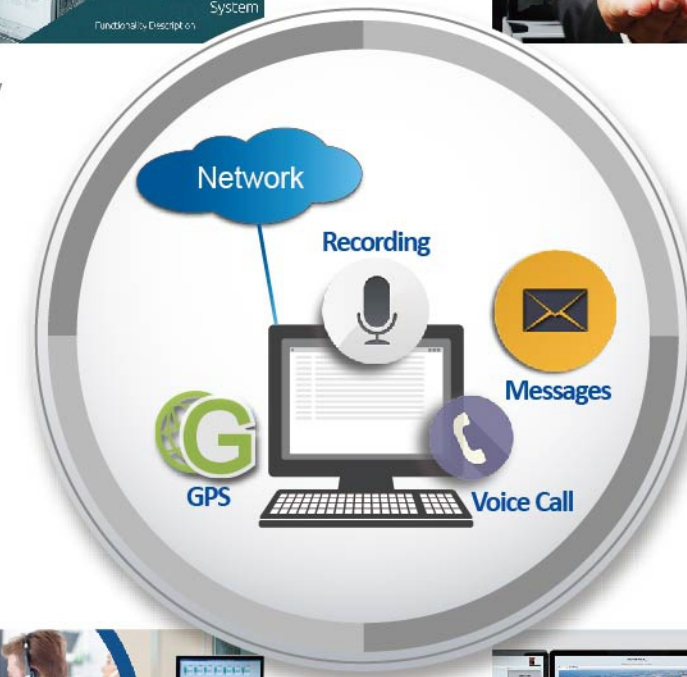 System
Functionality Description
Network
Recording
Messages
G
GPS
Voice Call